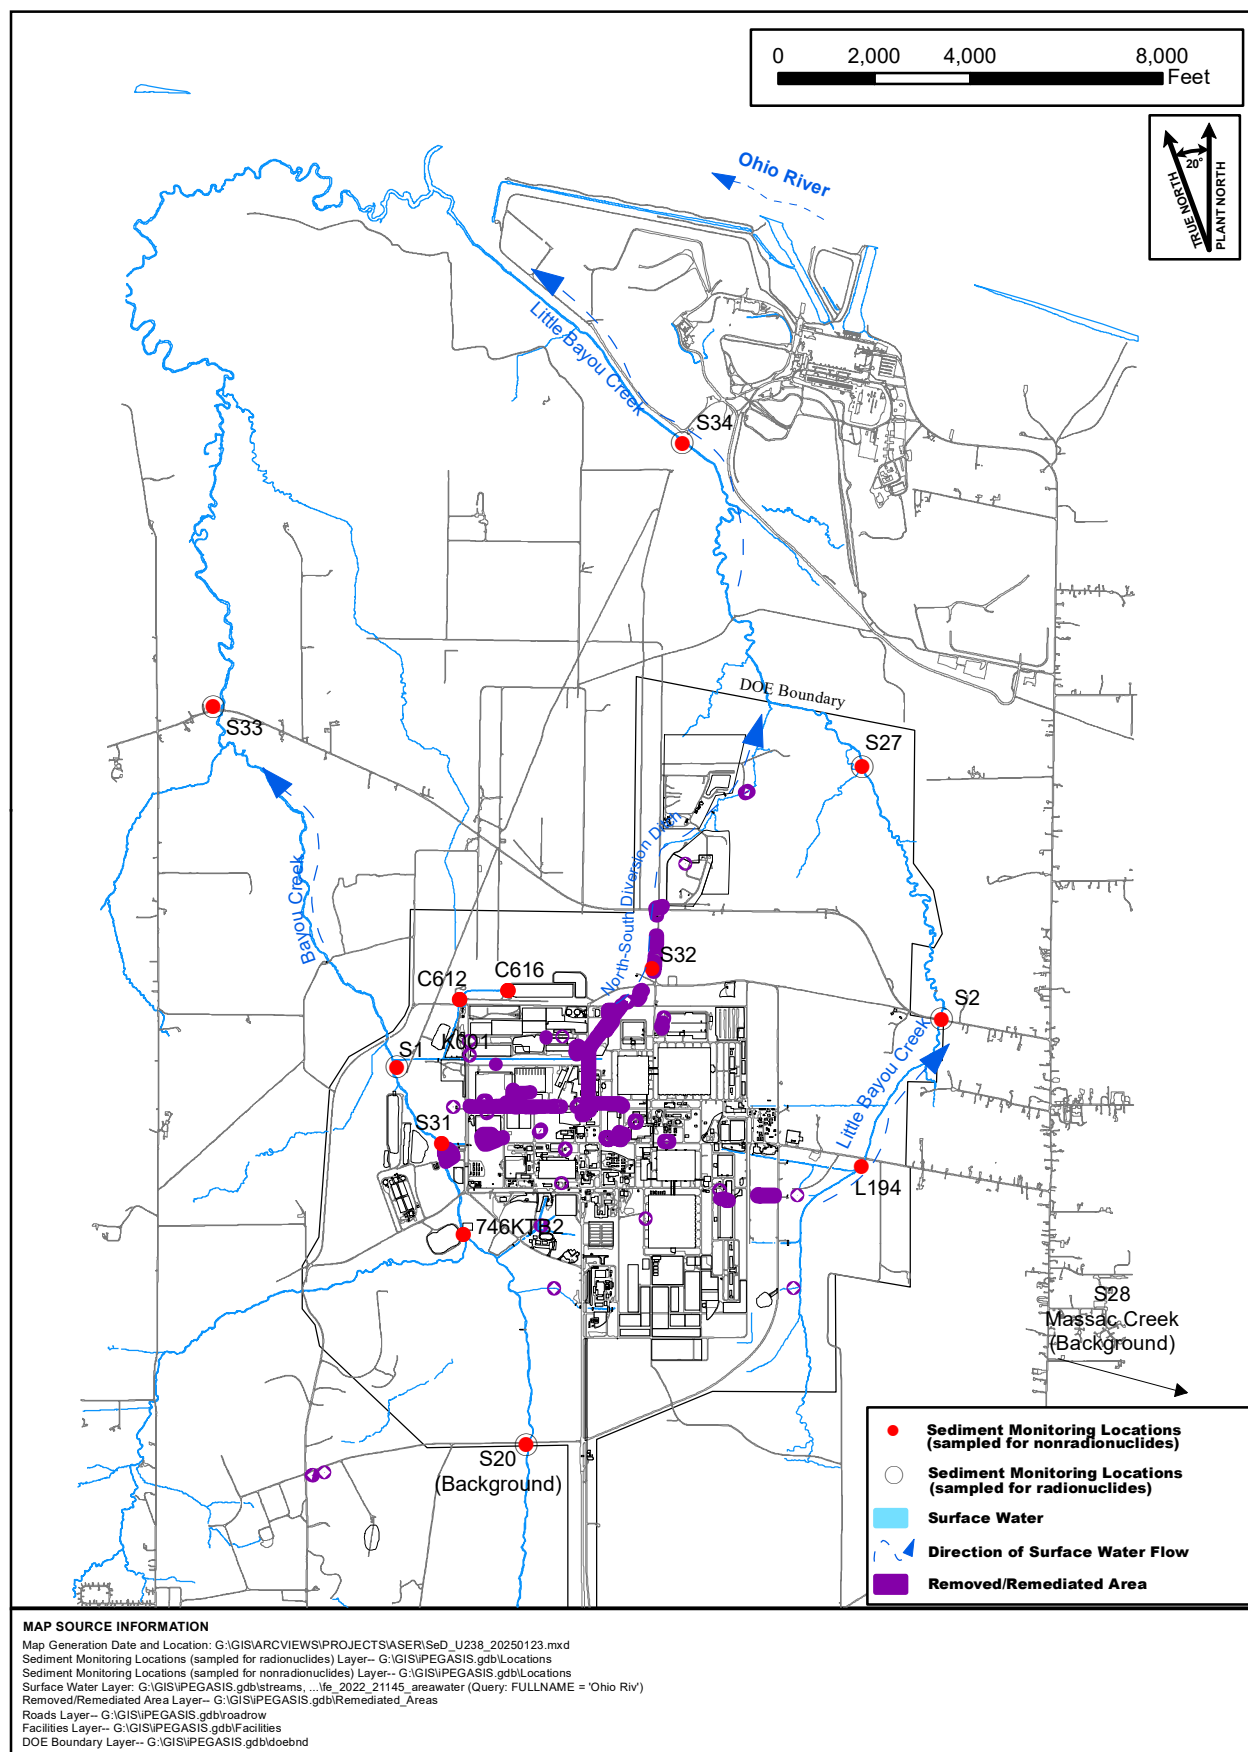 0 2,000 4,000 8,000
Feet
TRUE NORTH
20°
PLANT NORTH
Ohio River
Little Bayou Creek
S34
DOE Boundary
S33
S27
North-South Diversion Ditch
Bayou Creek
S32
C612
C616
S2
S1
K001
Little Bayou Creek
S31
L194
746KTB2
S28
Massac Creek
(Background)
S20
(Background)
Sediment Monitoring Locations
(sampled for nonradionuclides)
Sediment Monitoring Locations
(sampled for radionuclides)
Surface Water
Direction of Surface Water Flow
Removed/Remediated Area
MAP SOURCE INFORMATION
Map Generation Date and Location: G:\GIS\ARCVIEWS\PROJECTS\ASER\SeD_U238_20250123.mxd
Sediment Monitoring Locations (sampled for radionuclides) Layer-- G:\GIS\iPEGASIS.gdb\Locations
Sediment Monitoring Locations (sampled for nonradionuclides) Layer-- G:\GIS\iPEGASIS.gdb\Locations
Surface Water Layer: G:\GIS\iPEGASIS.gdb\streams, ...\fe_2022_21145_areawater (Query: FULLNAME = 'Ohio Riv')
Removed/Remediated Area Layer-- G:\GIS\iPEGASIS.gdb\Remediated_Areas
Roads Layer-- G:\GIS\iPEGASIS.gdb\roadrow
Facilities Layer-- G:\GIS\iPEGASIS.gdb\Facilities
DOE Boundary Layer-- G:\GIS\iPEGASIS.gdb\doebnd